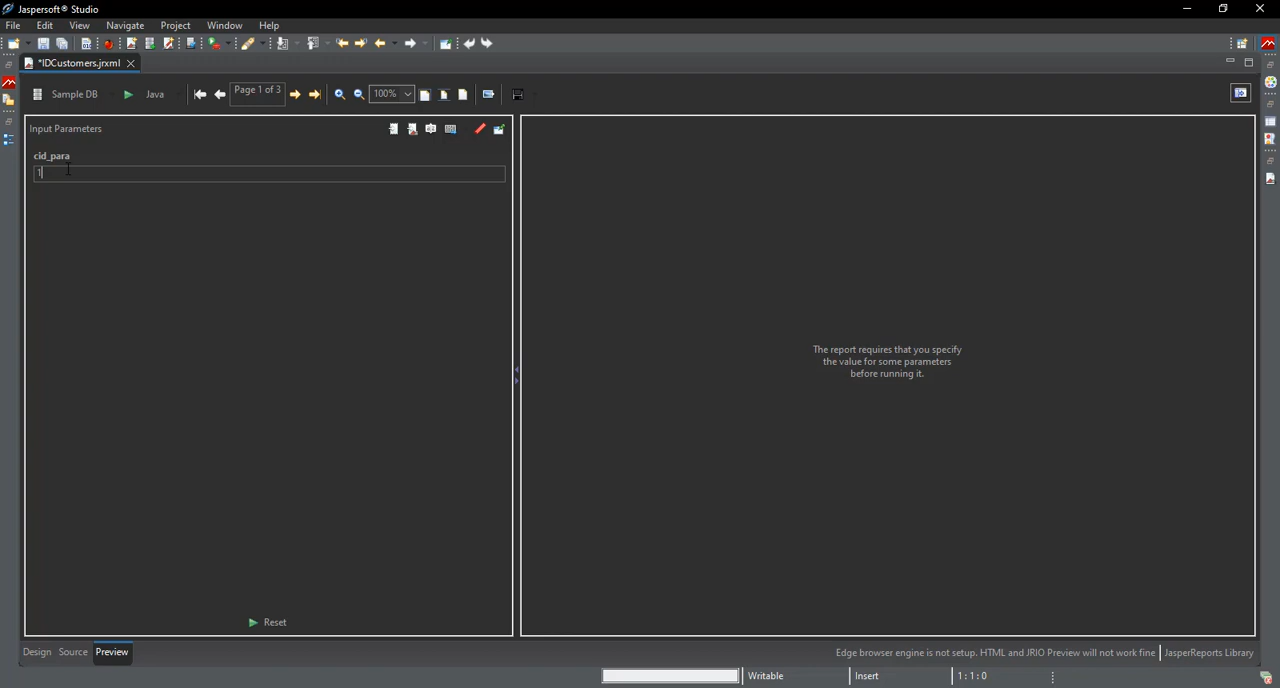 Jaspersoft® Studio
File Edit View Navigate Project Window Help
*IDCustomers.jrxml
Sample DB Java Page 1 of 3 100%
Input Parameters
cid_para
1
The report requires that you specify
the value for some parameters
before running it.
Reset
Design Source Preview Edge browser engine is not setup. HTML and JRIO Preview will not work fine JasperReports Library
Writable Insert 1 : 1 : 0